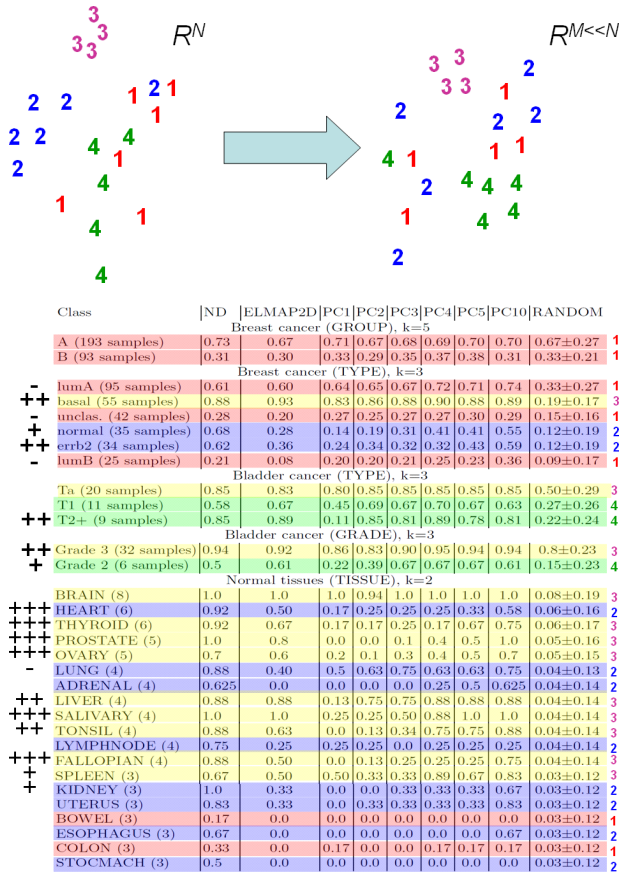 3
3 3
3 3
R^N
2 2 1 2 1
1
2 2 4 4
2 1
4
1 1
4
4
R^{M<<N}
3 3 2
3 3 1
2 2 2
4 1 1 1
2 4 4 4
1 4 4
2
Class |ND |ELMAP2D|PC1|PC2|PC3|PC4|PC5|PC10|RANDOM
Breast cancer (GROUP), k=5
A (193 samples) 0.73 0.67 0.71 0.67 0.68 0.69 0.70 0.70 0.67±0.27 1
B (93 samples) 0.31 0.30 0.33 0.29 0.35 0.37 0.38 0.31 0.33±0.21 1
Breast cancer (TYPE), k=3
- lumA (95 samples) 0.61 0.60 0.64 0.65 0.67 0.72 0.71 0.74 0.33±0.27 1
++ basal (55 samples) 0.88 0.93 0.83 0.86 0.88 0.90 0.88 0.89 0.19±0.17 3
- unclas. (42 samples) 0.28 0.20 0.27 0.25 0.27 0.27 0.30 0.29 0.15±0.16 1
+ normal (35 samples) 0.68 0.28 0.14 0.19 0.31 0.41 0.41 0.55 0.12±0.19 2
++ errb2 (34 samples) 0.62 0.36 0.24 0.34 0.32 0.32 0.43 0.59 0.12±0.19 2
- lumB (25 samples) 0.21 0.08 0.20 0.20 0.21 0.25 0.23 0.36 0.09±0.17 1
Bladder cancer (TYPE), k=3
Ta (20 samples) 0.85 0.83 0.80 0.85 0.85 0.85 0.85 0.85 0.50±0.29 3
T1 (11 samples) 0.58 0.67 0.45 0.69 0.67 0.70 0.67 0.63 0.27±0.26 4
++ T2+ (9 samples) 0.85 0.89 0.11 0.85 0.81 0.89 0.78 0.81 0.22±0.24 4
Bladder cancer (GRADE), k=3
++ Grade 3 (32 samples) 0.94 0.92 0.86 0.83 0.90 0.95 0.94 0.94 0.8±0.23 3
+ Grade 2 (6 samples) 0.5 0.61 0.22 0.39 0.67 0.67 0.67 0.61 0.15±0.23 4
Normal tissues (TISSUE), k=2
BRAIN (8) 1.0 1.0 1.0 0.94 1.0 1.0 1.0 1.0 0.08±0.19 3
+++ HEART (6) 0.92 0.50 0.17 0.25 0.25 0.25 0.33 0.58 0.06±0.16 2
+++ THYROID (6) 0.92 0.67 0.17 0.17 0.25 0.17 0.67 0.75 0.06±0.17 3
+++ PROSTATE (5) 1.0 0.8 0.0 0.0 0.1 0.4 0.5 1.0 0.05±0.16 3
+++ OVARY (5) 0.7 0.6 0.2 0.1 0.3 0.4 0.5 0.7 0.05±0.15 3
- LUNG (4) 0.88 0.40 0.5 0.63 0.75 0.63 0.63 0.75 0.04±0.13 2
ADRENAL (4) 0.625 0.0 0.0 0.0 0.0 0.25 0.5 0.625 0.04±0.14 2
++ LIVER (4) 0.88 0.88 0.13 0.75 0.75 0.88 0.88 0.88 0.04±0.14 3
+++ SALIVARY (4) 1.0 1.0 0.25 0.25 0.50 0.88 1.0 1.0 0.04±0.14 3
++ TONSIL (4) 0.88 0.63 0.0 0.13 0.34 0.75 0.75 0.88 0.04±0.14 3
LYMPHNODE (4) 0.75 0.25 0.25 0.25 0.0 0.25 0.25 0.25 0.04±0.14 2
+++ FALLOPIAN (4) 0.88 0.50 0.0 0.13 0.25 0.25 0.25 0.75 0.04±0.14 3
+ SPLEEN (3) 0.67 0.50 0.50 0.33 0.33 0.89 0.67 0.83 0.03±0.12 3
+ KIDNEY (3) 1.0 0.33 0.0 0.0 0.33 0.33 0.33 0.67 0.03±0.12 2
UTERUS (3) 0.83 0.33 0.0 0.33 0.33 0.33 0.33 0.83 0.03±0.12 2
BOWEL (3) 0.17 0.0 0.0 0.0 0.0 0.0 0.0 0.0 0.03±0.12 1
ESOPHAGUS (3) 0.67 0.0 0.0 0.0 0.0 0.0 0.0 0.67 0.03±0.12 2
COLON (3) 0.33 0.0 0.17 0.0 0.0 0.17 0.17 0.17 0.03±0.12 1
STOCMACH (3) 0.5 0.0 0.0 0.0 0.0 0.0 0.0 0.0 0.03±0.12 2